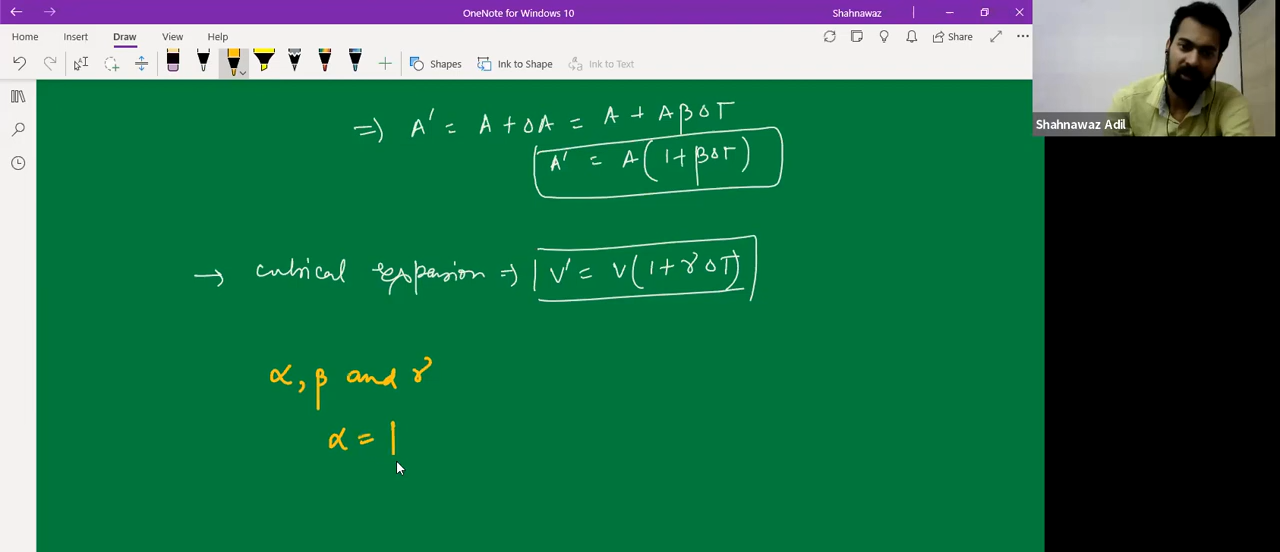 OneNote for Windows 10
Shahnawaz
Home Insert Draw View Help
Share
Shapes Ink to Shape Ink to Text
=) A' = A + ΔA = A + AβΔT
A' = A(1+βΔT)
Shahnawaz Adil
→ cubical expansion =) V' = V(1+γΔT)
α, β and γ
α = |